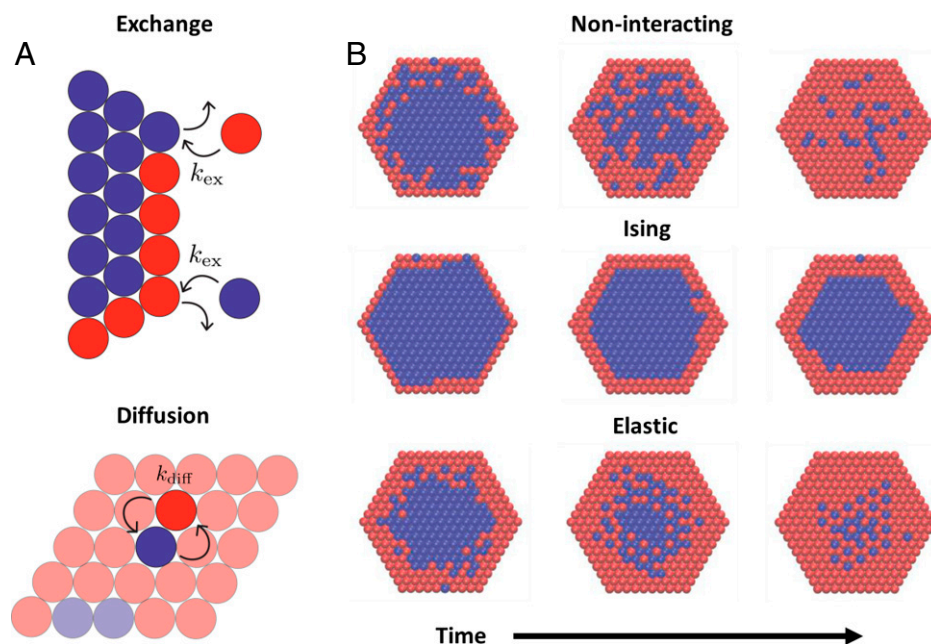 Exchange
A
k_ex
k_ex
Diffusion
k_diff
B
Non-interacting
Ising
Elastic
Time